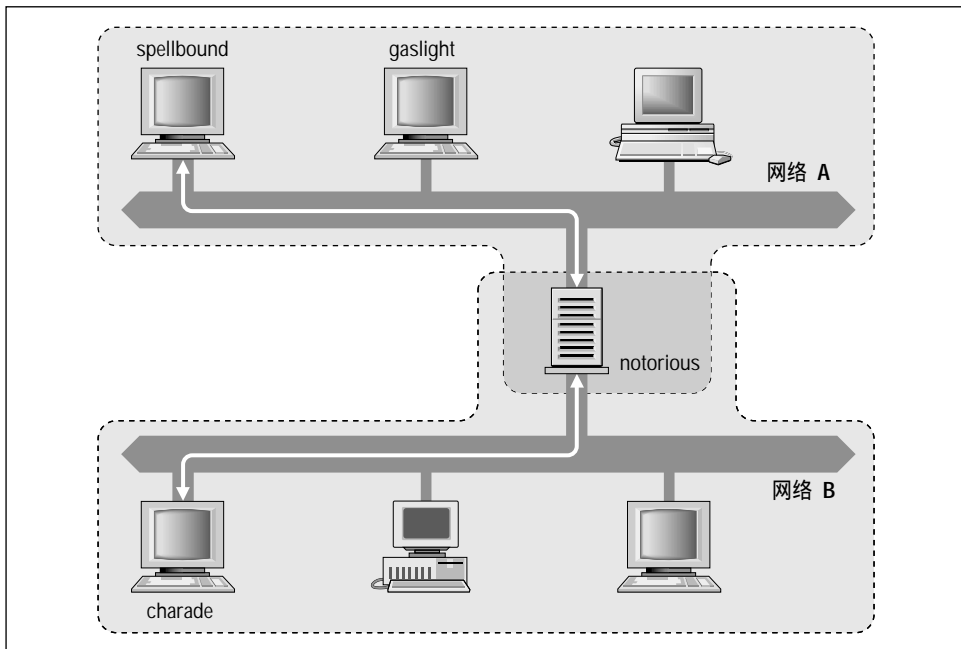 spellbound
gaslight
网络 A
notorious
网络 B
charade